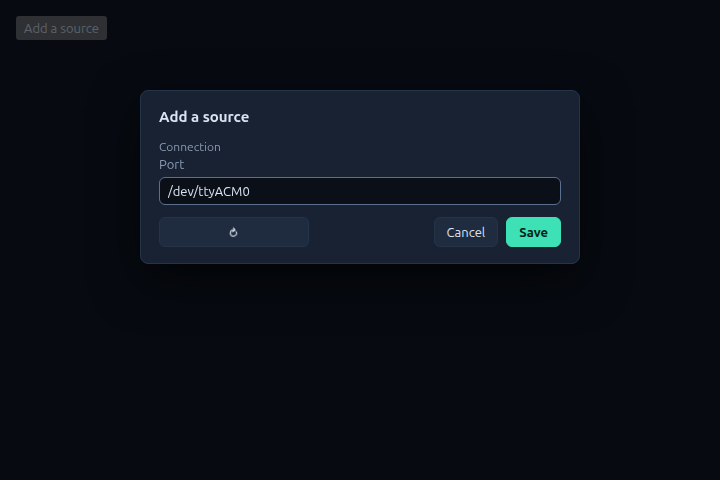 Add a source
Add a source
Connection
Port
/dev/ttyACM0
Cancel Save